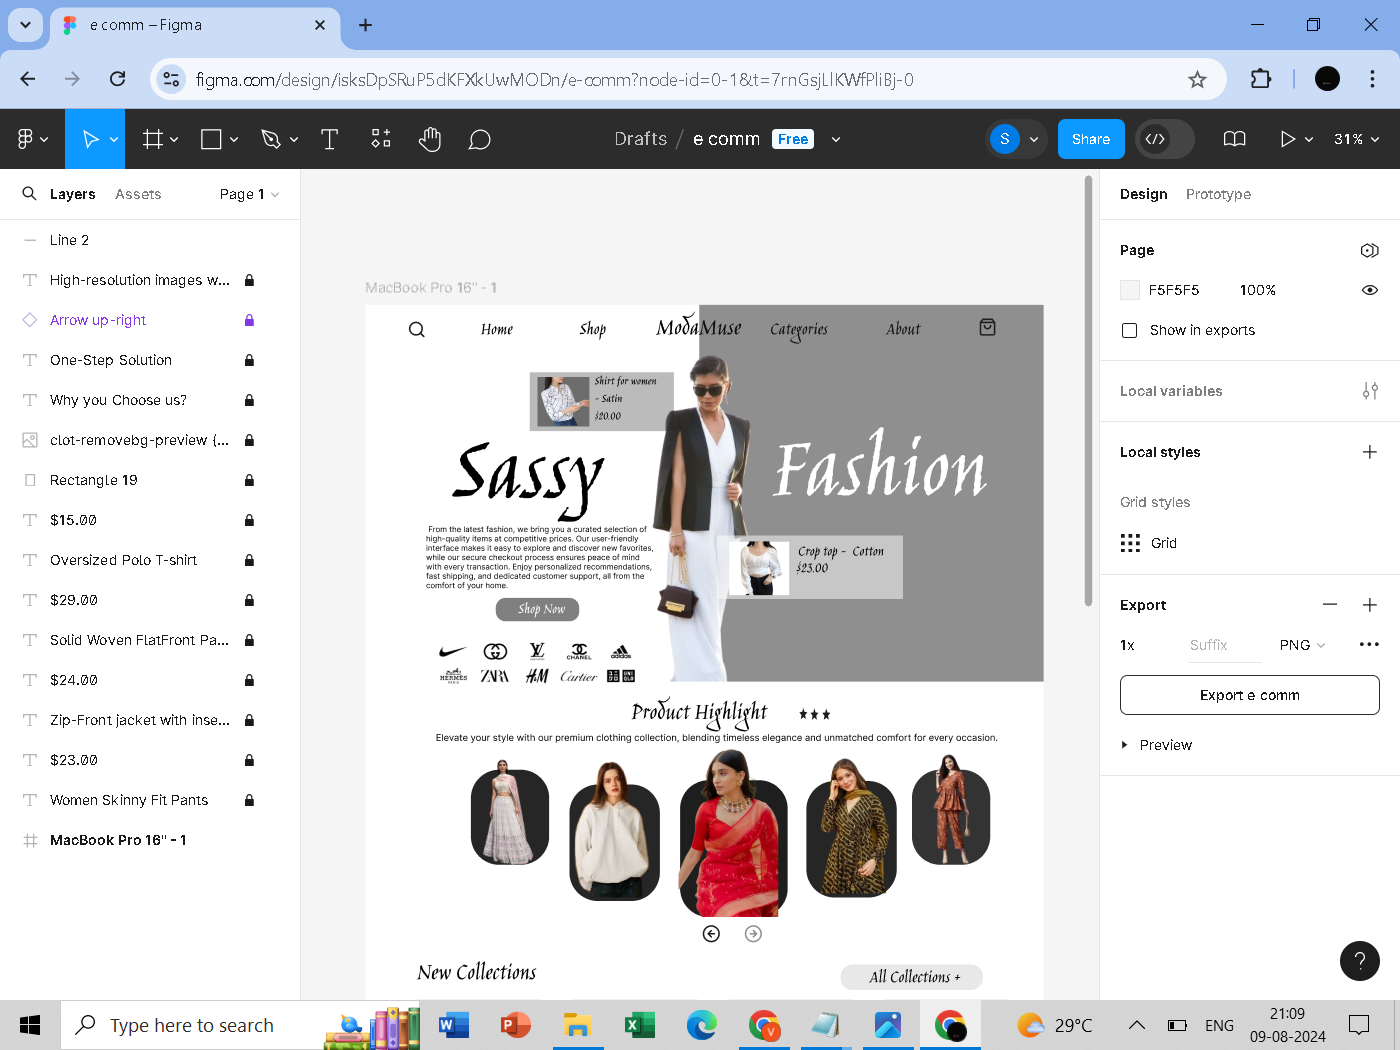 e comm – Figma
figma.com/design/isksDpSRuP5dKFXkUwMODn/e-comm?node-id=0-1&t=7rnGsjLlKWfPliBj-0
Drafts / e comm Free
S
Share
31%
Layers Assets Page 1
Line 2
High-resolution images w...
Arrow up-right
One-Step Solution
Why you Choose us?
clot-removebg-preview (...
Rectangle 19
$15.00
Oversized Polo T-shirt
$29.00
Solid Woven FlatFront Pa...
$24.00
Zip-Front jacket with inse...
$23.00
Women Skinny Fit Pants
MacBook Pro 16" - 1
MacBook Pro 16" - 1
Home Shop ModaMuse Categories About
Shirt for women
- Satin
$20.00
Sassy Fashion
From the latest fashion, we bring you a curated selection of
high-quality items at competitive prices. Our user-friendly
interface makes it easy to explore and discover new favorites,
while our secure checkout process ensures peace of mind
with every transaction. Enjoy personalized recommendations,
fast shipping, and dedicated customer support, all from the
comfort of your home.
Crop top - Cotton
$23.00
Shop Now
CHANEL adidas
HERMÈS
PARIS
ZARA H&M Cartier UNI QLO
Product Highlight
Elevate your style with our premium clothing collection, blending timeless elegance and unmatched comfort for every occasion.
New Collections
All Collections +
Design Prototype
Page
F5F5F5 100%
Show in exports
Local variables
Local styles
Grid styles
Grid
Export
1x Suffix PNG
Export e comm
Preview
?
Type here to search
29°C
ENG
21:09
09-08-2024